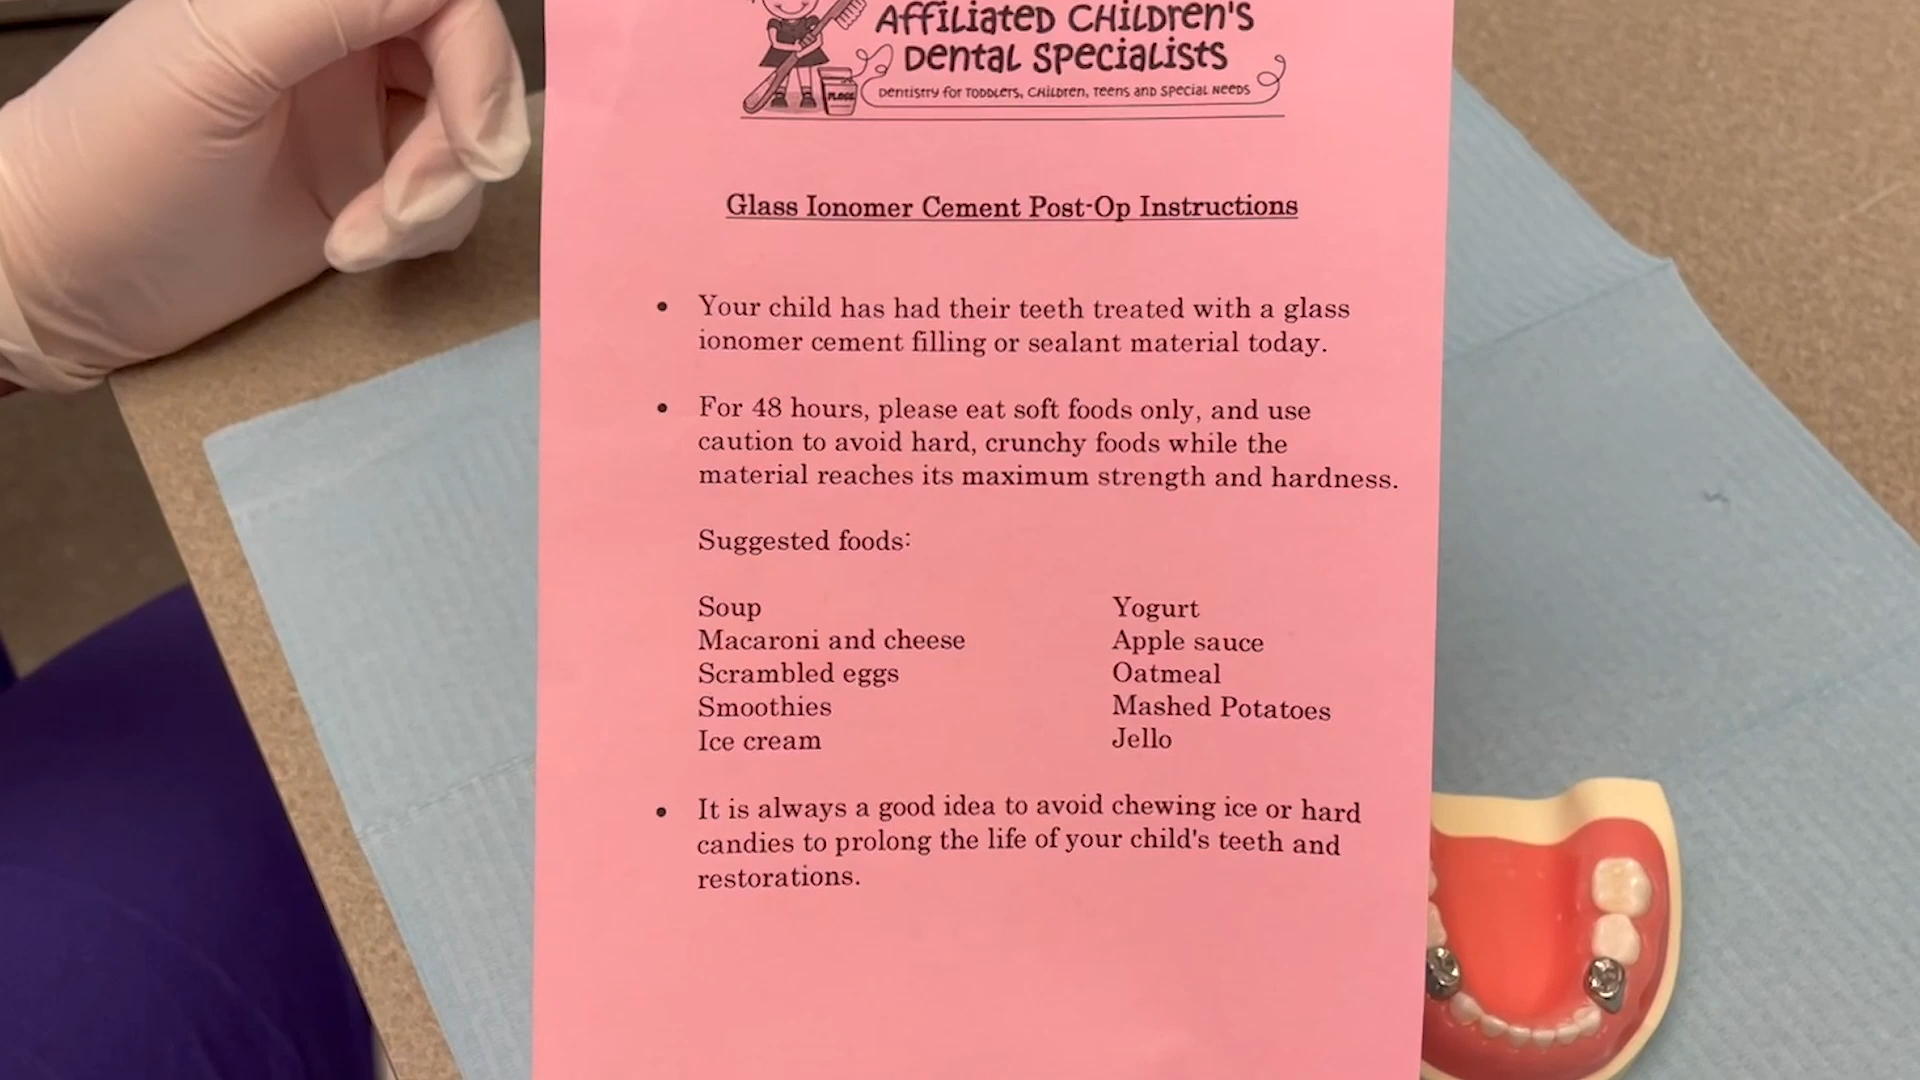 Affiliated Children's
Dental Specialists
Dentistry for Toddlers, Children, Teens and Special Needs
FLOSS
Glass Ionomer Cement Post-Op Instructions
• Your child has had their teeth treated with a glass
ionomer cement filling or sealant material today.
• For 48 hours, please eat soft foods only, and use
caution to avoid hard, crunchy foods while the
material reaches its maximum strength and hardness.
Suggested foods:
Soup Yogurt
Macaroni and cheese Apple sauce
Scrambled eggs Oatmeal
Smoothies Mashed Potatoes
Ice cream Jello
• It is always a good idea to avoid chewing ice or hard
candies to prolong the life of your child's teeth and
restorations.